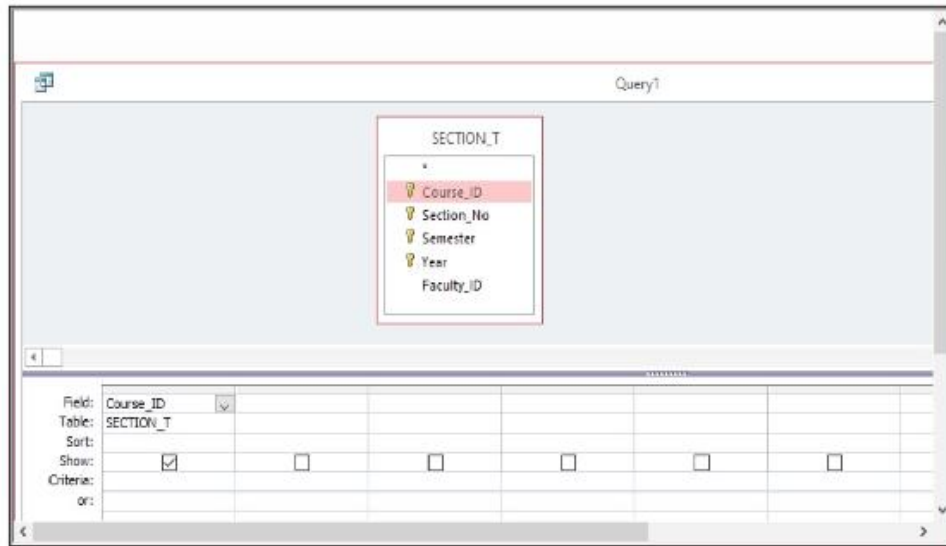 Query1
SECTION_T
*
Course_ID
Section_No
Semester
Year
Faculty_ID
Field: Course_ID
Table: SECTION_T
Sort:
Show:
Criteria:
or: